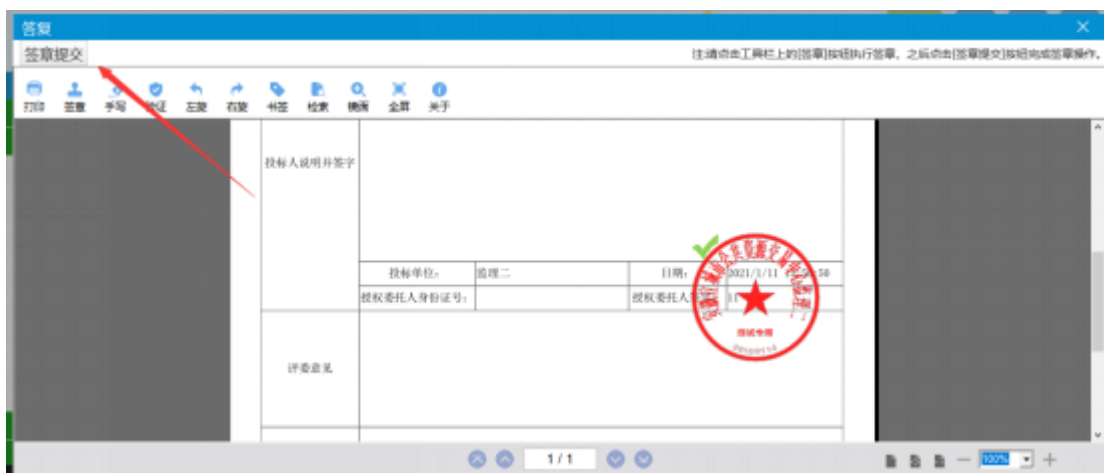 答复
签章提交
注:请点击工具栏上的[签章]按钮执行签章，之后点击[签章提交]按钮完成签章操作。
打印 签章 手写 验证 左旋 右旋 书签 检索 全屏 关于
投标人说明并签字
投标单位: 监理二 日期: 2021/1/11
授权委托人身份证号: 授权委托人 11
测试专用
评委意见
1 / 1
100%